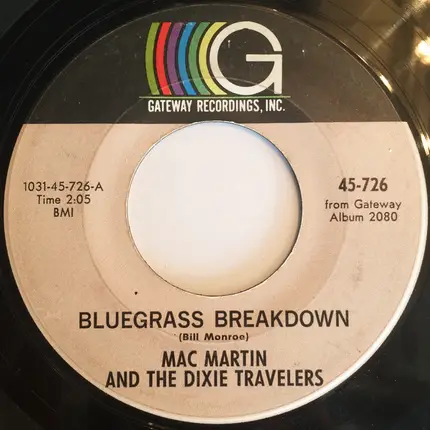 G
GATEWAY RECORDINGS, INC.
1031-45-726-A
Time 2:05
BMI
45-726
from Gateway
Album 2080
BLUEGRASS BREAKDOWN
(Bill Monroe)
MAC MARTIN
AND THE DIXIE TRAVELERS